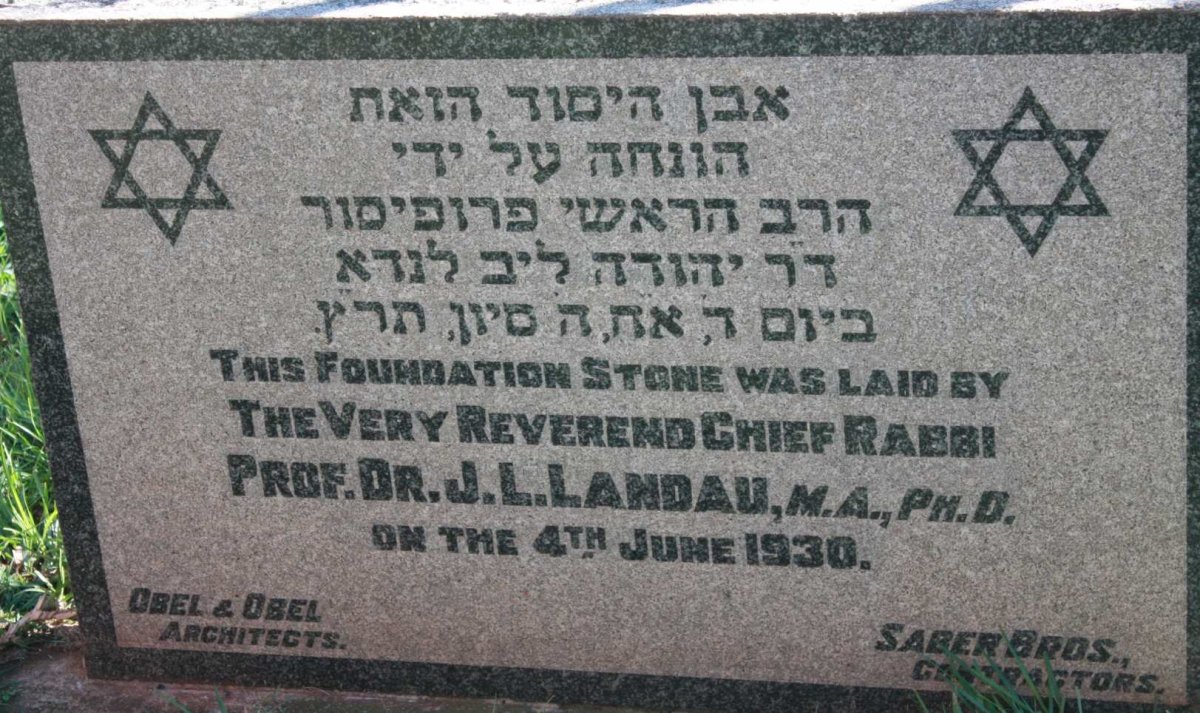 אבן היסוד הזאת
הונחה על ידי
הרב הראשי פרופיסור
ד׳ר יהודה ליב לנדא
ביום ד, אח,ה סיון, תרץ.
THIS FOUNDATION STONE WAS LAID BY
THE VERY REVEREND CHIEF RABBI
PROF. DR. J. L. LANDAU, M.A., PH.D.
ON THE 4TH JUNE 1930.
OBEL & OBEL
ARCHITECTS.
SABER BROS.,
CONTRACTORS.